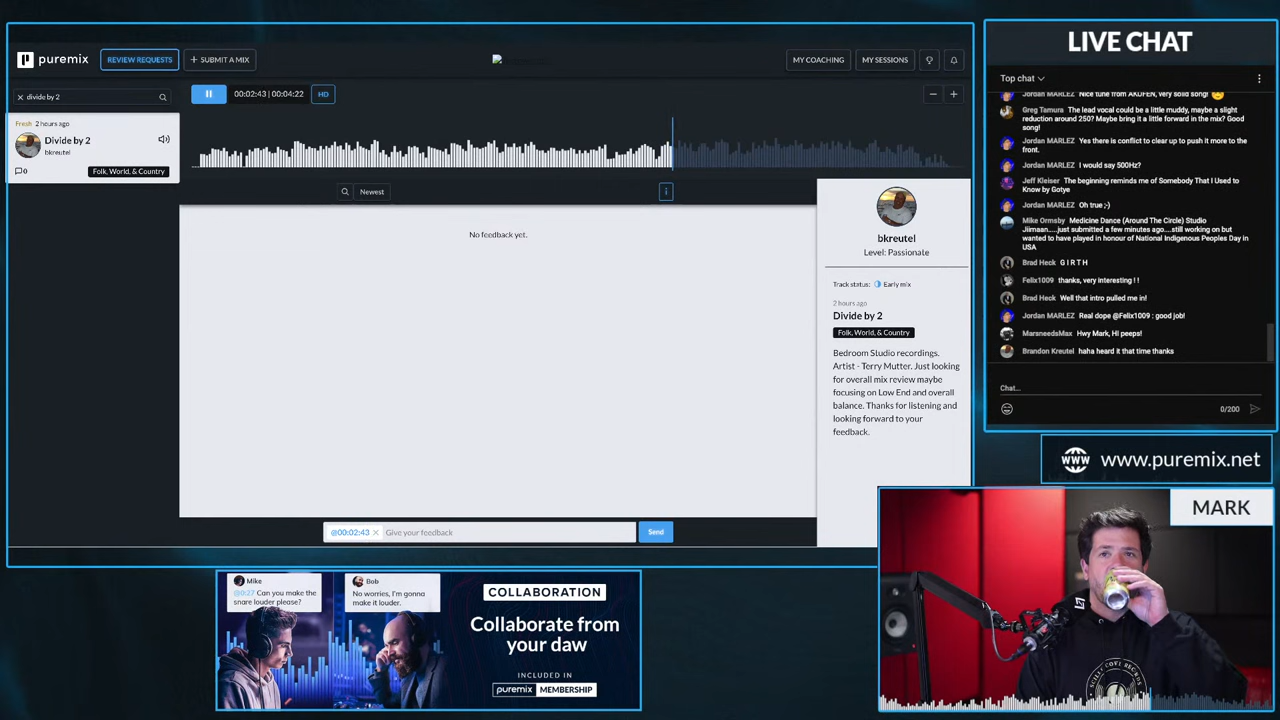 puremix
REVIEW REQUESTS
+ SUBMIT A MIX
MY COACHING
MY SESSIONS
divide by 2
00:02:43 | 00:04:22
HD
Fresh 2 hours ago
Divide by 2
bkreutel
0
Folk, World, & Country
Newest
No feedback yet.
bkreutel
Level: Passionate
Track status: Early mix
2 hours ago
Divide by 2
Folk, World, & Country
Bedroom Studio recordings.
Artist - Terry Mutter. Just looking
for overall mix review maybe
focusing on Low End and overall
balance. Thanks for listening and
looking forward to your
feedback.
@00:02:43
Give your feedback
Send
LIVE CHAT
Top chat
Jordan MARLEZ Nice tune from AKUFEN, very solid song!
Greg Tamura The lead vocal could be a little muddy, maybe a slight
reduction around 250? Maybe bring it a little forward in the mix? Good
song!
Jordan MARLEZ Yes there is conflict to clear up to push it more to the
front.
Jordan MARLEZ I would say 500Hz?
Jeff Kleiser The beginning reminds me of Somebody That I Used to
Know by Gotye
Jordan MARLEZ Oh true ;-)
Mike Ormsby Medicine Dance (Around The Circle) Studio
Jiimaan.....just submitted a few minutes ago....still working on but
wanted to have played in honour of National Indigenous Peoples Day in
USA
Brad Heck G I R T H
Felix1009 thanks, very interesting ! !
Brad Heck Well that intro pulled me in!
Jordan MARLEZ Real dope @Felix1009 : good job!
MarsneedsMax Hwy Mark, Hi peeps!
Brandon Kreutel haha heard it that time thanks
Chat...
0/200
www.puremix.net
MARK
Mike
@0:27 Can you make the
snare louder please?
Bob
No worries, I'm gonna
make it louder.
COLLABORATION
Collaborate from
your daw
INCLUDED IN
puremix MEMBERSHIP